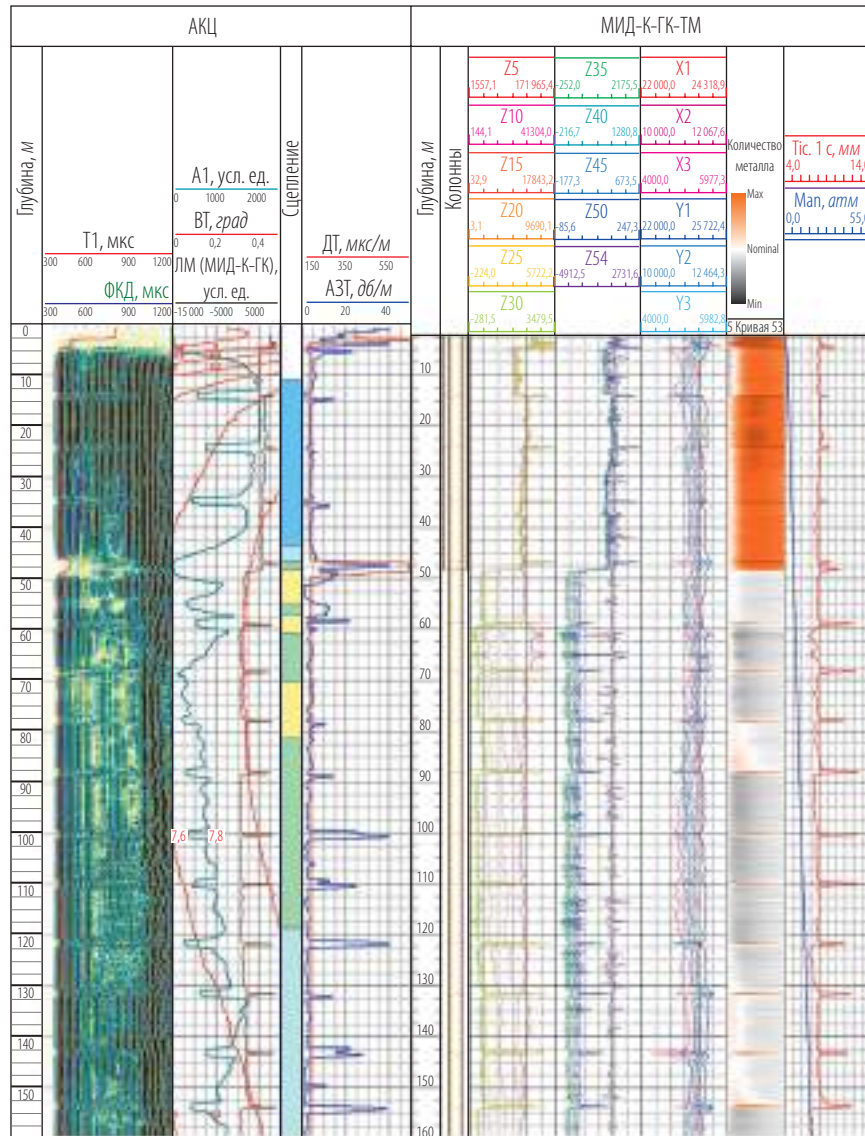 АКЦ
МИД-К-ГК-ТМ
Глубина, м
Т1, мкс
300 600 900 1200
ФКД, мкс
300 600 900 1200
А1, усл. ед.
0 1000 2000
ВТ, град
0 0,2 0,4
ЛМ (МИД-К-ГК),
усл. ед.
-15000 -5000 5000
Сцепление
ДТ, мкс/м
150 350 550
АЗТ, дб/м
0 20 40
Глубина, м
Колонны
Z5
1557,1 171 965,4
Z10
144,1 41304,0
Z15
32,9 17843,2
Z20
3,1 9690,1
Z25
-224,0 5722,2
Z30
-281,5 3479,5
Z35
-252,0 2175,5
Z40
-216,7 1280,8
Z45
-177,3 673,5
Z50
-85,6 247,3
Z54
-4912,5 2731,6
X1
22 000,0 24 318,9
X2
10 000,0 12 067,6
X3
4000,0 5977,3
Y1
22 000,0 25 722,4
Y2
10 000,0 12 464,3
Y3
4000,0 5982,8
Количество
металла
Max
Nominal
Min
5 Кривая 53
Tic. 1 с, мм
4,0 14,0
Man, атм
0,0 55,0
0
10
20
30
40
50
60
70
80
90
100
110
120
130
140
150
7,6 7,8
10
20
30
40
50
60
70
80
90
100
110
120
130
140
150
160